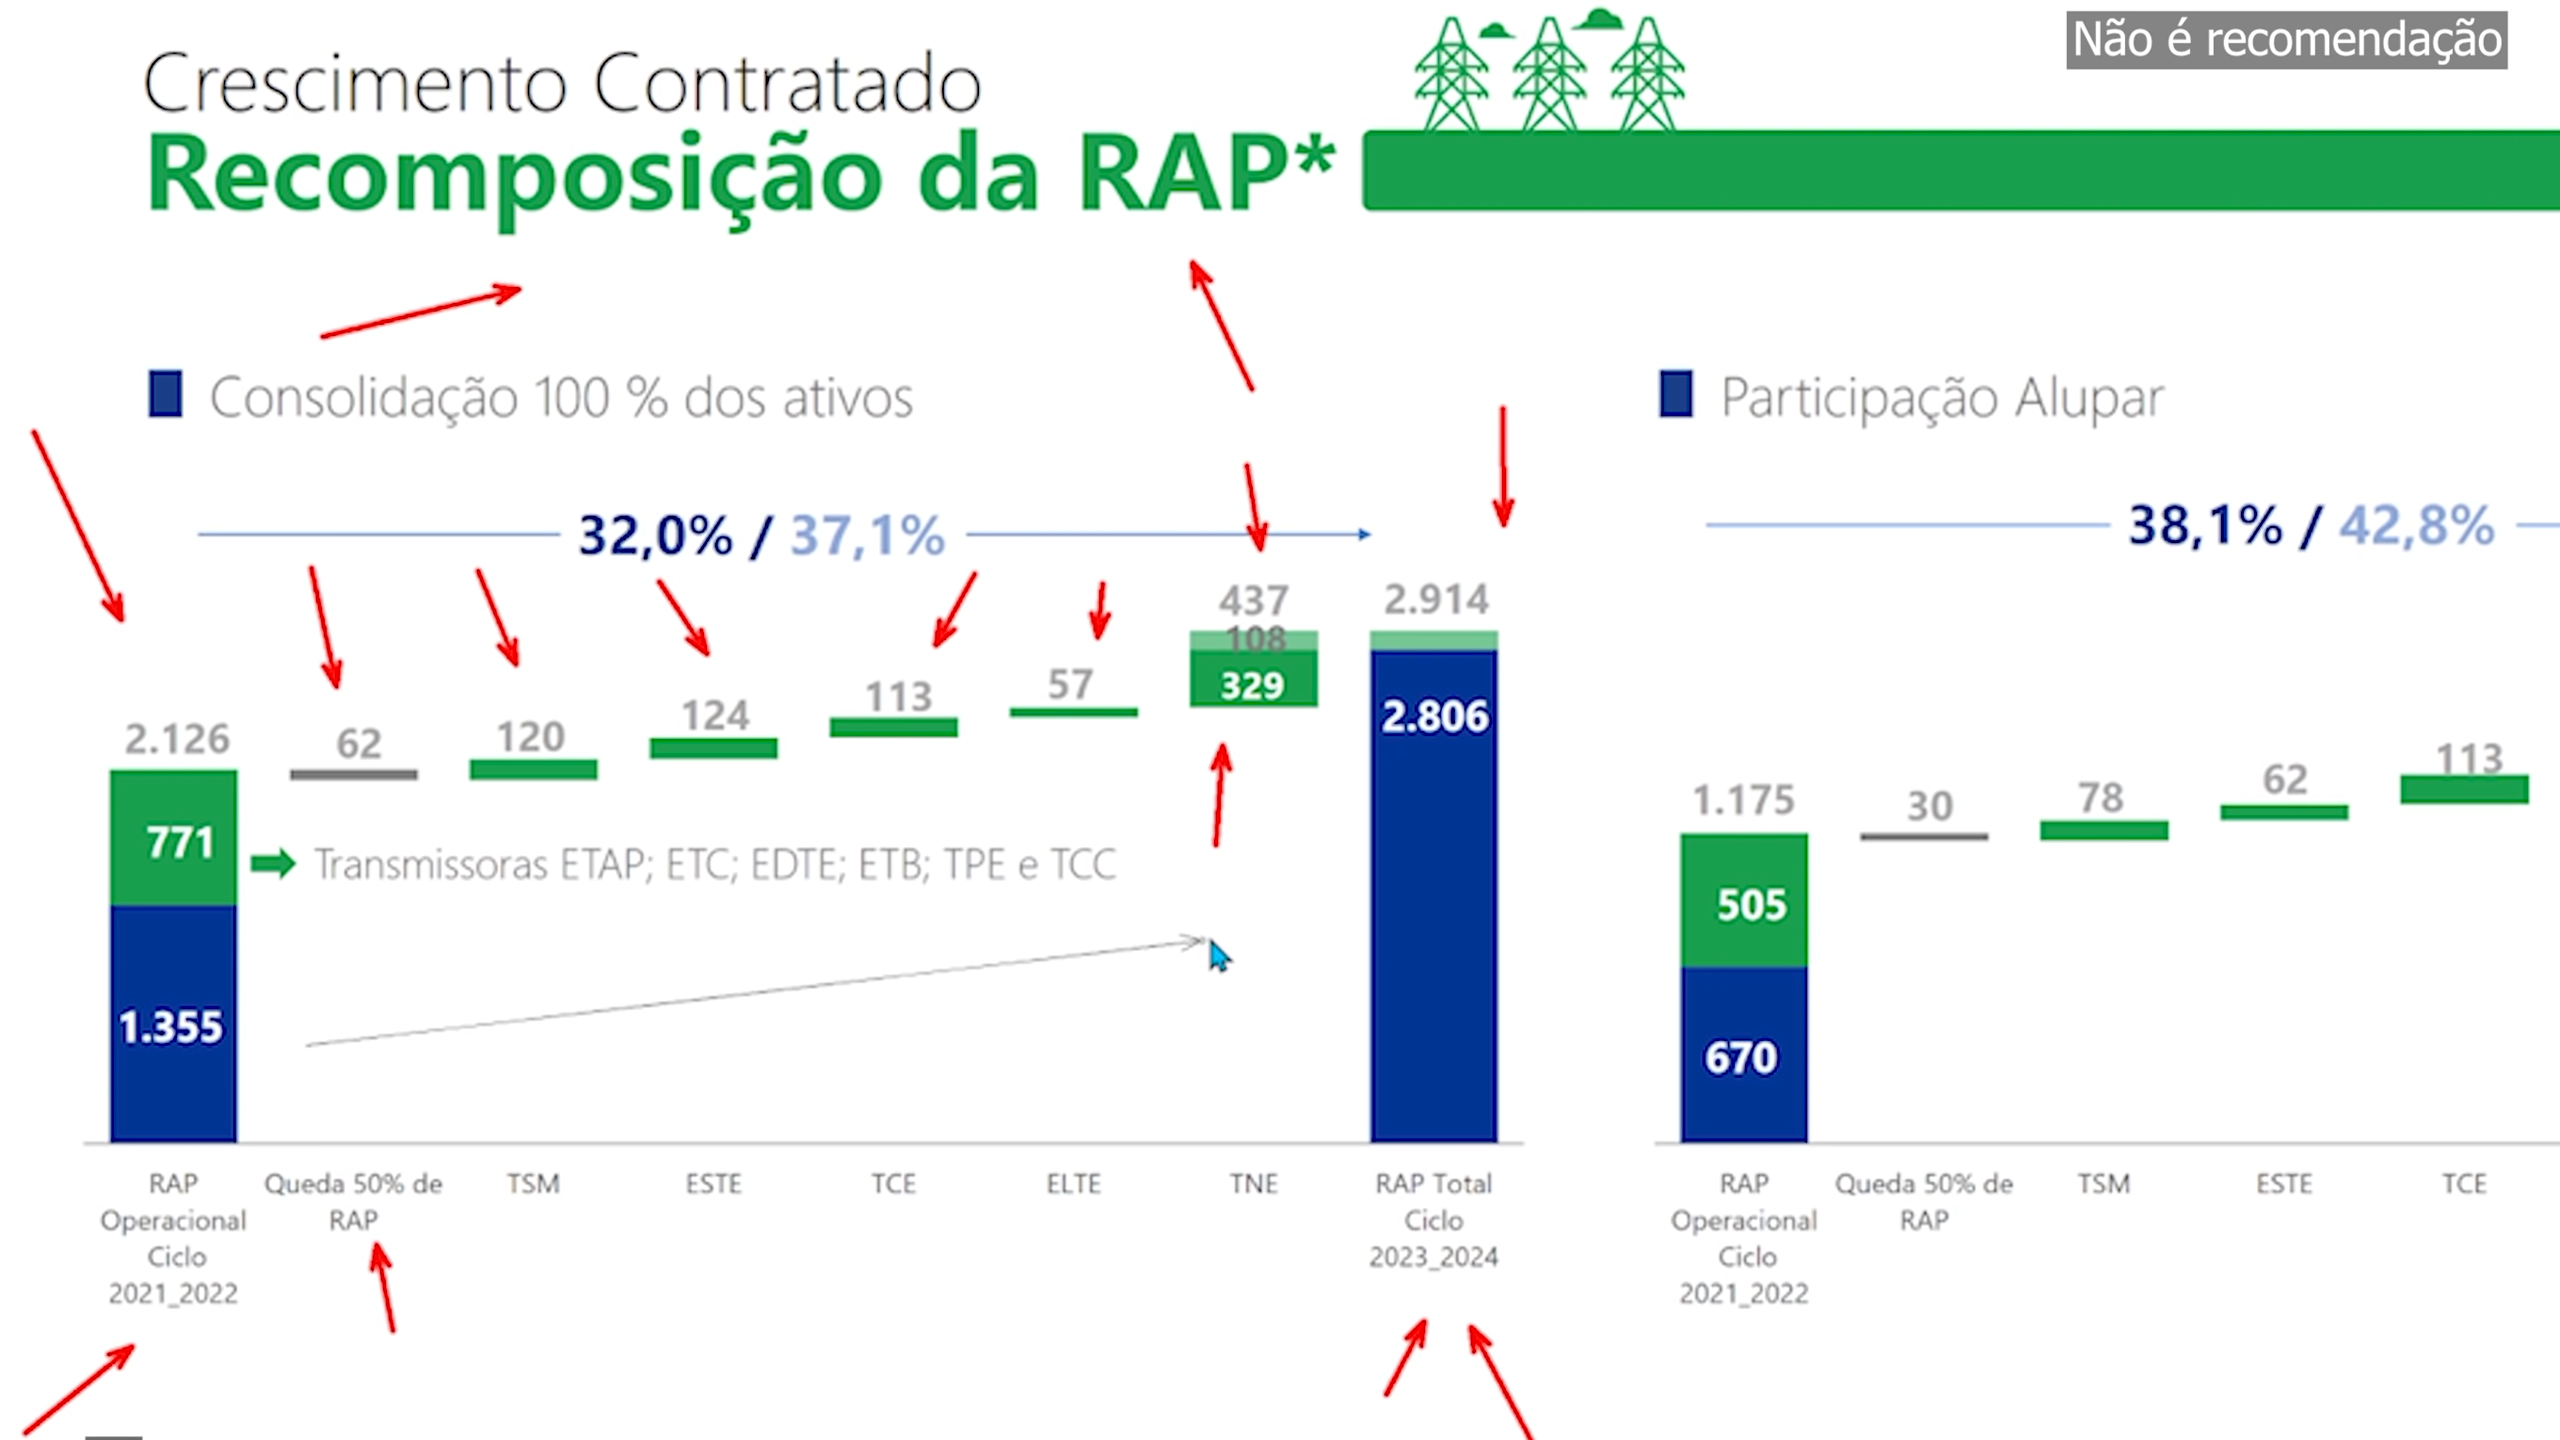 Não é recomendação
Crescimento Contratado
Recomposição da RAP*
Consolidação 100 % dos ativos
32,0% / 37,1%
437
108
329
2.914
2.806
2.126
62
120
124
113
57
771
Transmissoras ETAP; ETC; EDTE; ETB; TPE e TCC
1.355
RAP
Operacional
Ciclo
2021_2022
Queda 50% de
RAP
TSM
ESTE
TCE
ELTE
TNE
RAP Total
Ciclo
2023_2024
Participação Alupar
38,1% / 42,8%
1.175
30
78
62
113
505
670
RAP
Operacional
Ciclo
2021_2022
Queda 50% de
RAP
TSM
ESTE
TCE